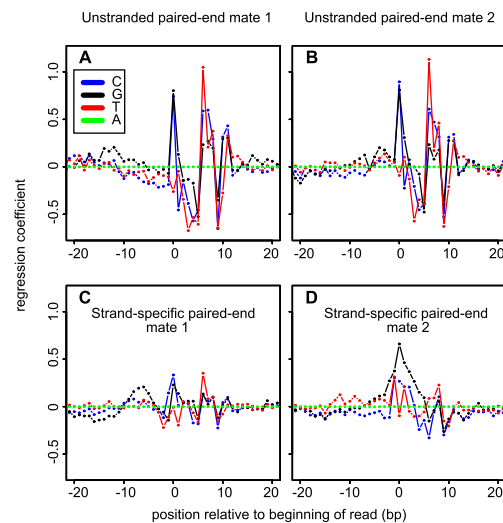 Unstranded paired-end mate 1
Unstranded paired-end mate 2
A
C
G
T
A
B
1.0
0.5
0
-0.5
-20
-10
0
10
20
-20
-10
0
10
20
regression coefficient
C
Strand-specific paired-end
mate 1
D
Strand-specific paired-end
mate 2
1.0
0.5
0
-0.5
-20
-10
0
10
20
-20
-10
0
10
20
position relative to beginning of read (bp)